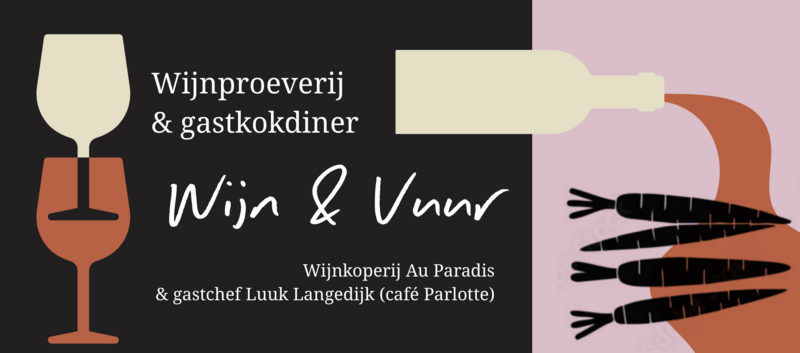 Wijnproeverij
& gastkokdiner
Wijn & Vuur
Wijnkoperij Au Paradis
& gastchef Luuk Langedijk (café Parlotte)